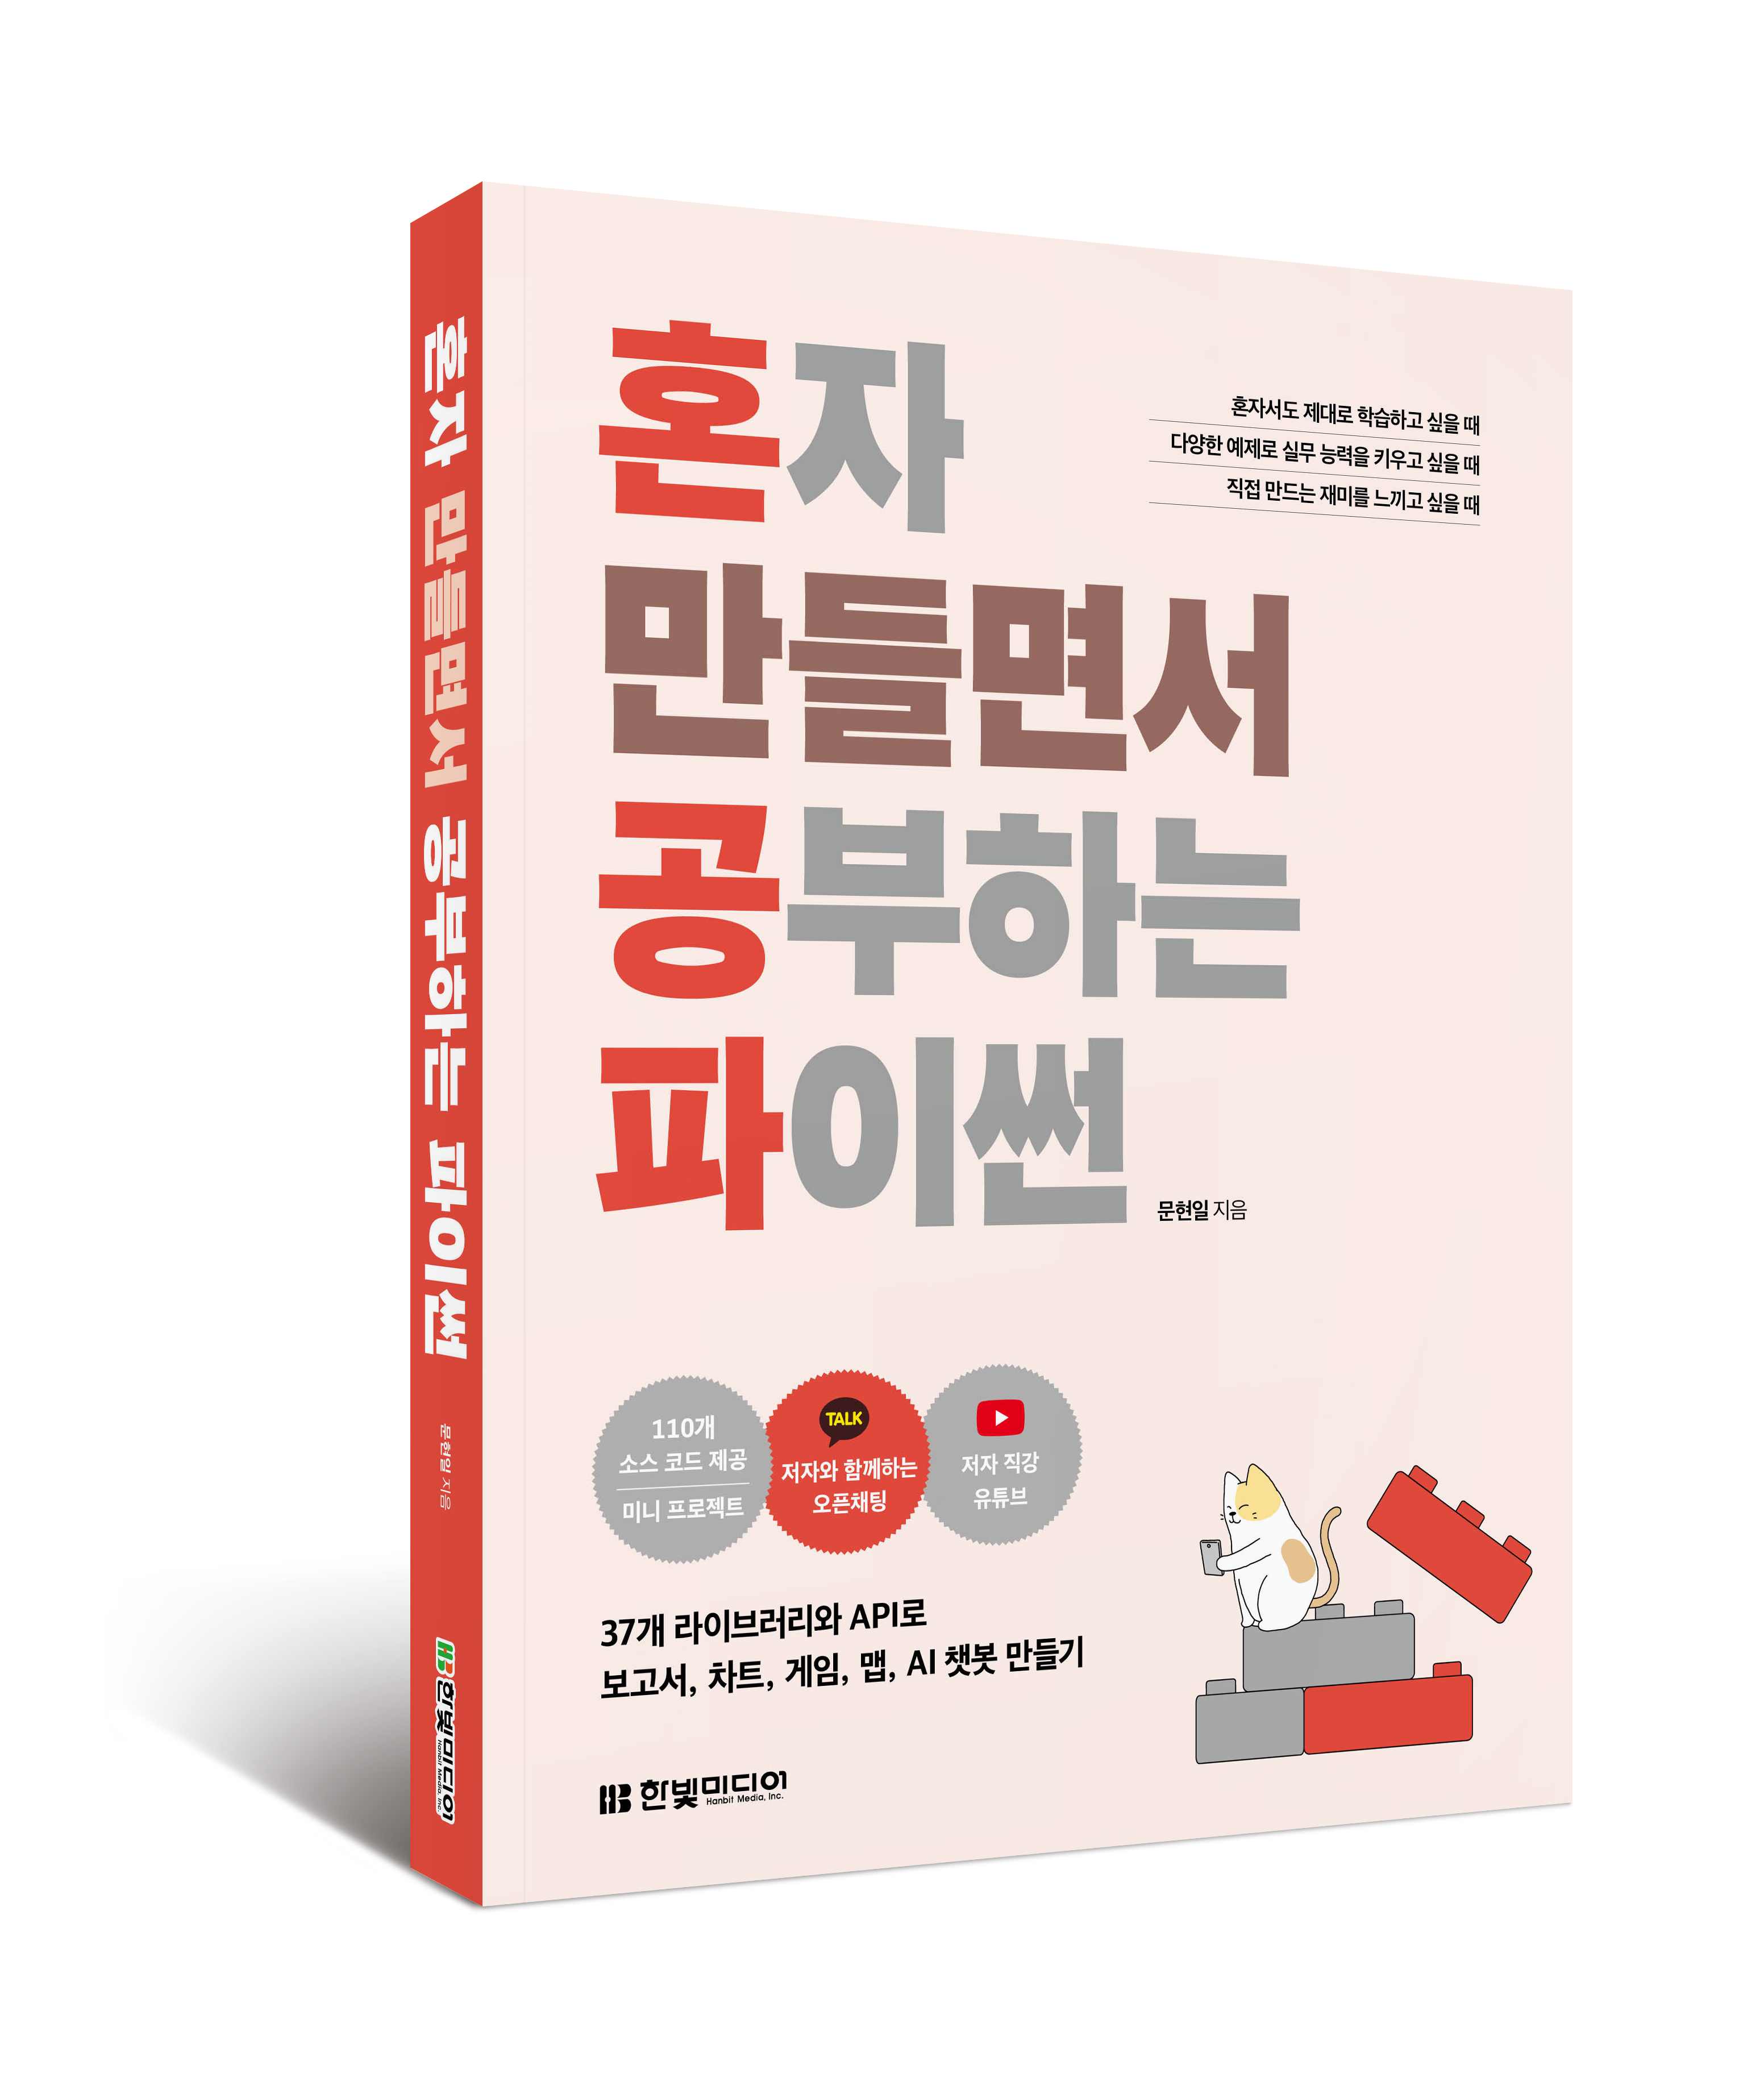 혼자 만들면서 공부하는 파이썬
문현일 지음
HB 한빛미디어
Hanbit Media, Inc.
혼자
만들면서
공부하는
파이썬
혼자서도 제대로 학습하고 싶을 때
다양한 예제로 실무 능력을 키우고 싶을 때
직접 만드는 재미를 느끼고 싶을 때
문현일 지음
110개
소스 코드 제공
미니 프로젝트
TALK
저자와 함께하는
오픈채팅
저자 직강
유튜브
37개 라이브러리와 API로
보고서, 차트, 게임, 맵, AI 챗봇 만들기
HB 한빛미디어
Hanbit Media, Inc.